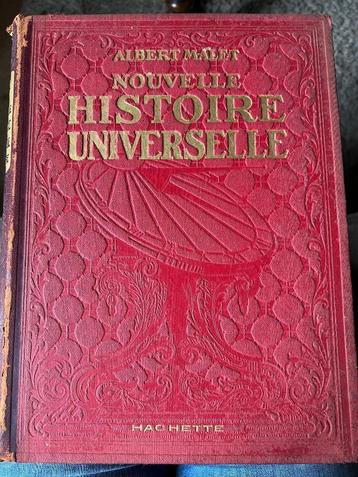 ALBERT MALET
NOUVELLE
HISTOIRE
UNIVERSELLE
HACHETTE